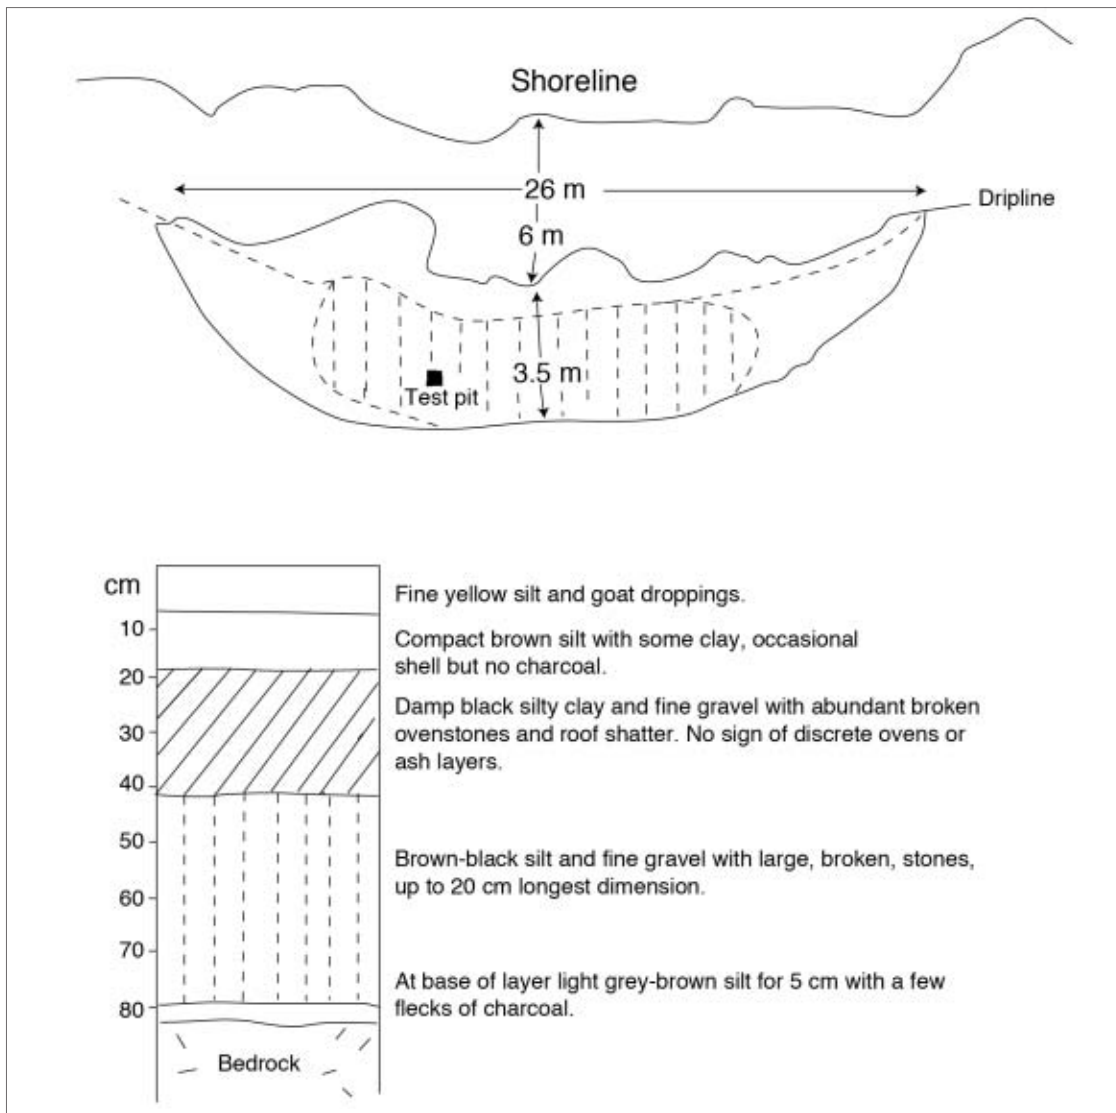 Shoreline
26 m
Dripline
6 m
3.5 m
Test pit
cm
Fine yellow silt and goat droppings.
10
Compact brown silt with some clay, occasional
shell but no charcoal.
20
Damp black silty clay and fine gravel with abundant broken
30
ovenstones and roof shatter. No sign of discrete ovens or
ash layers.
40
50
Brown-black silt and fine gravel with large, broken, stones,
up to 20 cm longest dimension.
60
70
At base of layer light grey-brown silt for 5 cm with a few
flecks of charcoal.
80
Bedrock